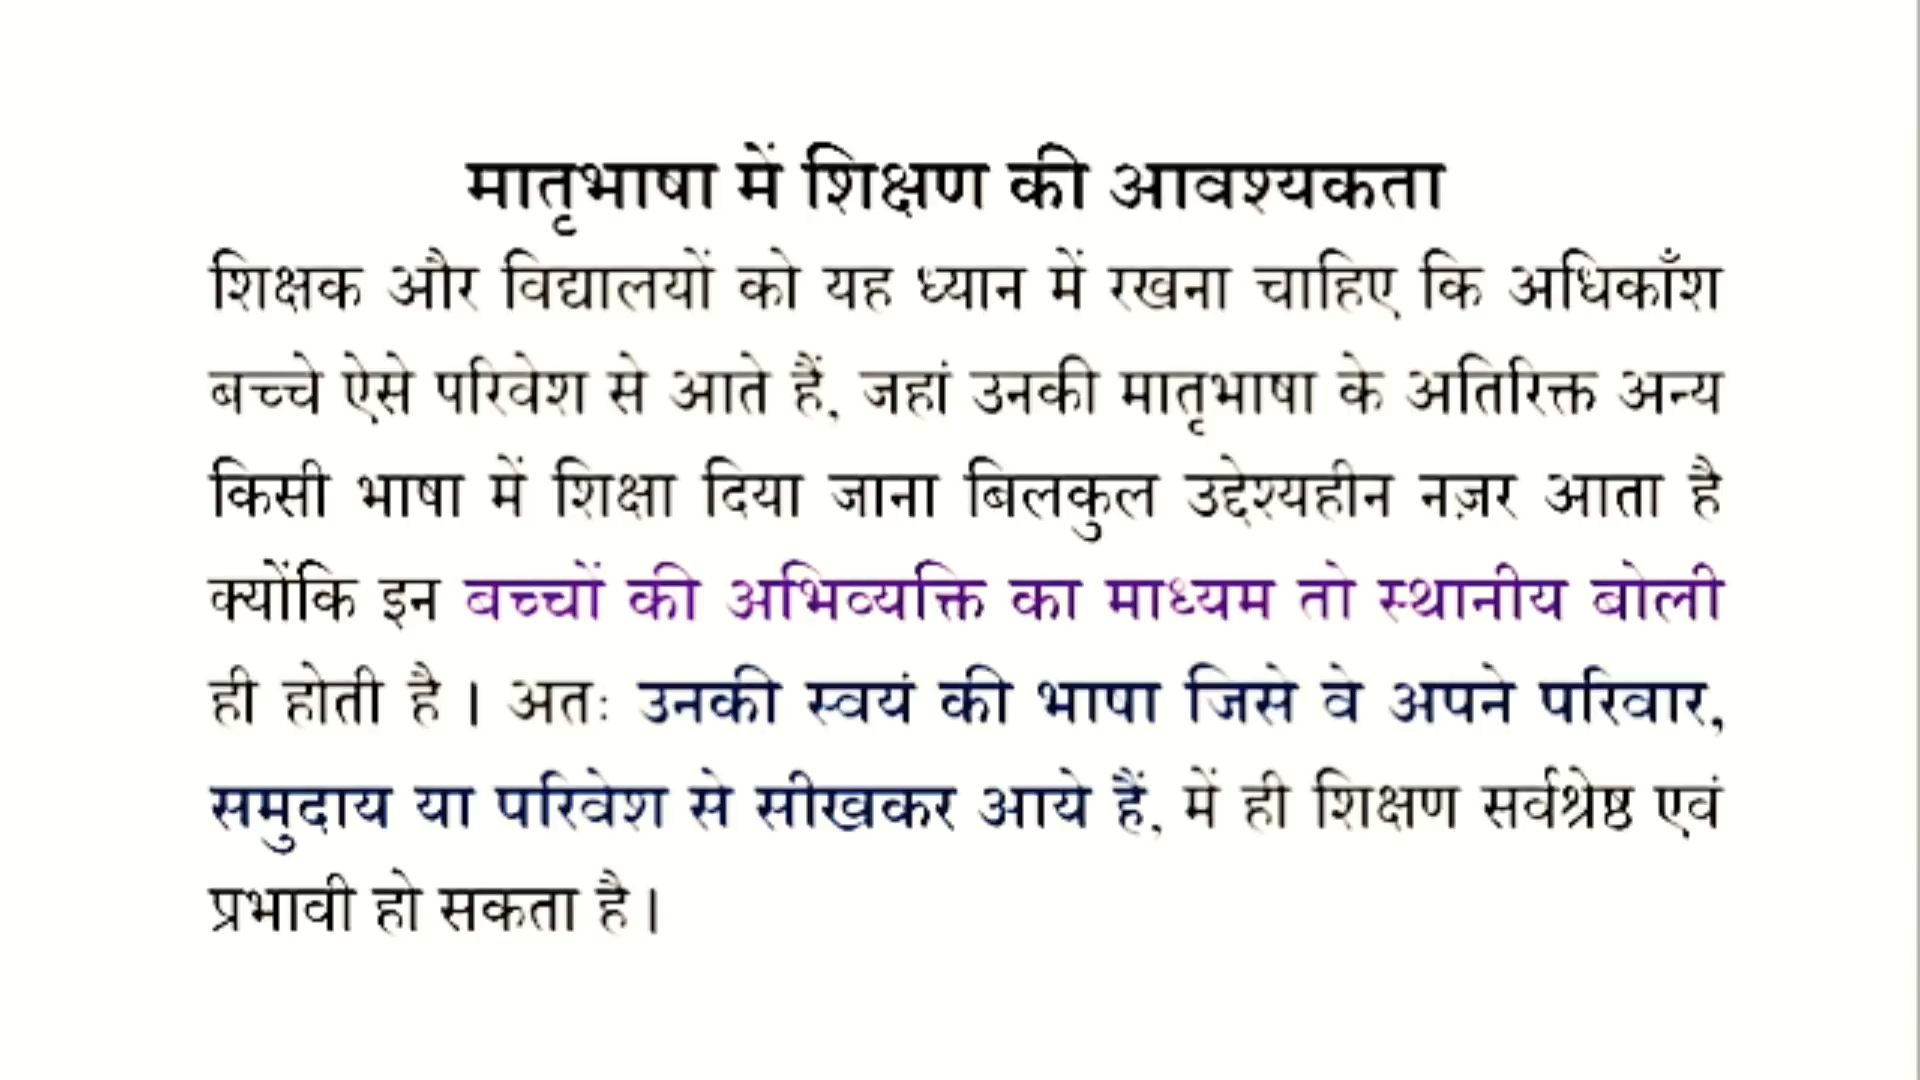 मातृभाषा में शिक्षण की आवश्यकता
शिक्षक और विद्यालयों को यह ध्यान में रखना चाहिए कि अधिकाँश
बच्चे ऐसे परिवेश से आते हैं, जहां उनकी मातृभाषा के अतिरिक्त अन्य
किसी भाषा में शिक्षा दिया जाना बिलकुल उद्देश्यहीन नज़र आता है
क्योंकि इन बच्चों की अभिव्यक्ति का माध्यम तो स्थानीय बोली
ही होती है। अतः उनकी स्वयं की भाषा जिसे वे अपने परिवार,
समुदाय या परिवेश से सीखकर आये हैं, में ही शिक्षण सर्वश्रेष्ठ एवं
प्रभावी हो सकता है।